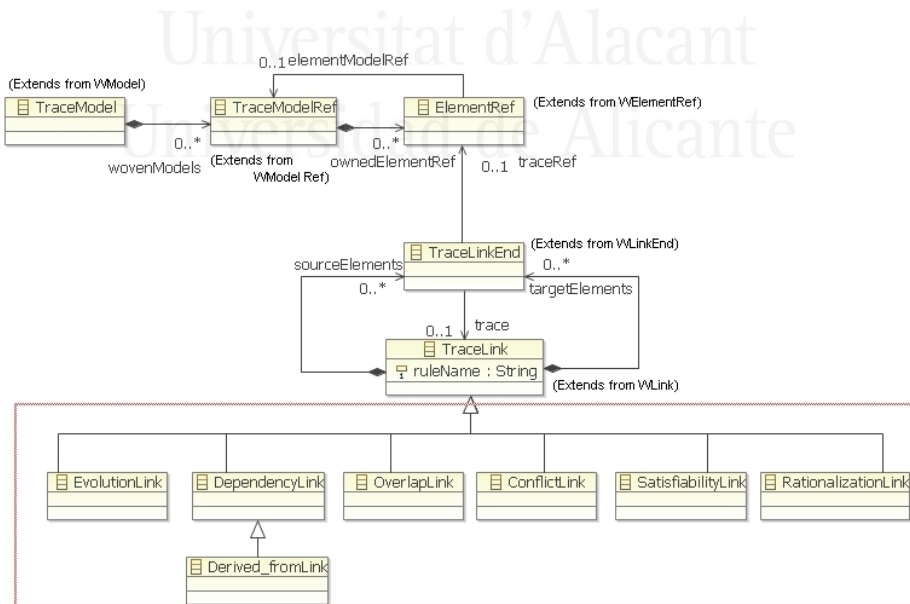 Universitat d'Alacant
Universidad de Alicante
0..1 elementModelRef
(Extends from WModel)
TraceModel
TraceModelRef
ElementRef
(Extends from WElementRef)
0..*
wovenModels
(Extends from
WModel Ref)
0..*
ownedElementRef
0..1 traceRef
TraceLinkEnd
(Extends from WLinkEnd)
sourceElements
0..*
0..*
targetElements
0..1 trace
TraceLink
ruleName : String
(Extends from WLink)
EvolutionLink
DependencyLink
OverlapLink
ConflictLink
SatisfiabilityLink
RationalizationLink
Derived_fromLink